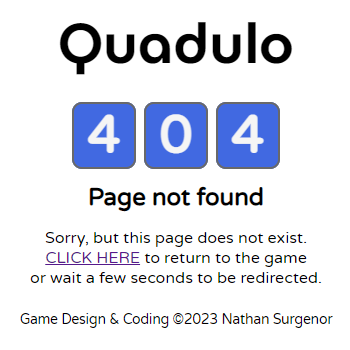 Quadulo
4 0 4
Page not found
Sorry, but this page does not exist.
CLICK HERE to return to the game
or wait a few seconds to be redirected.
Game Design & Coding ©2023 Nathan Surgenor